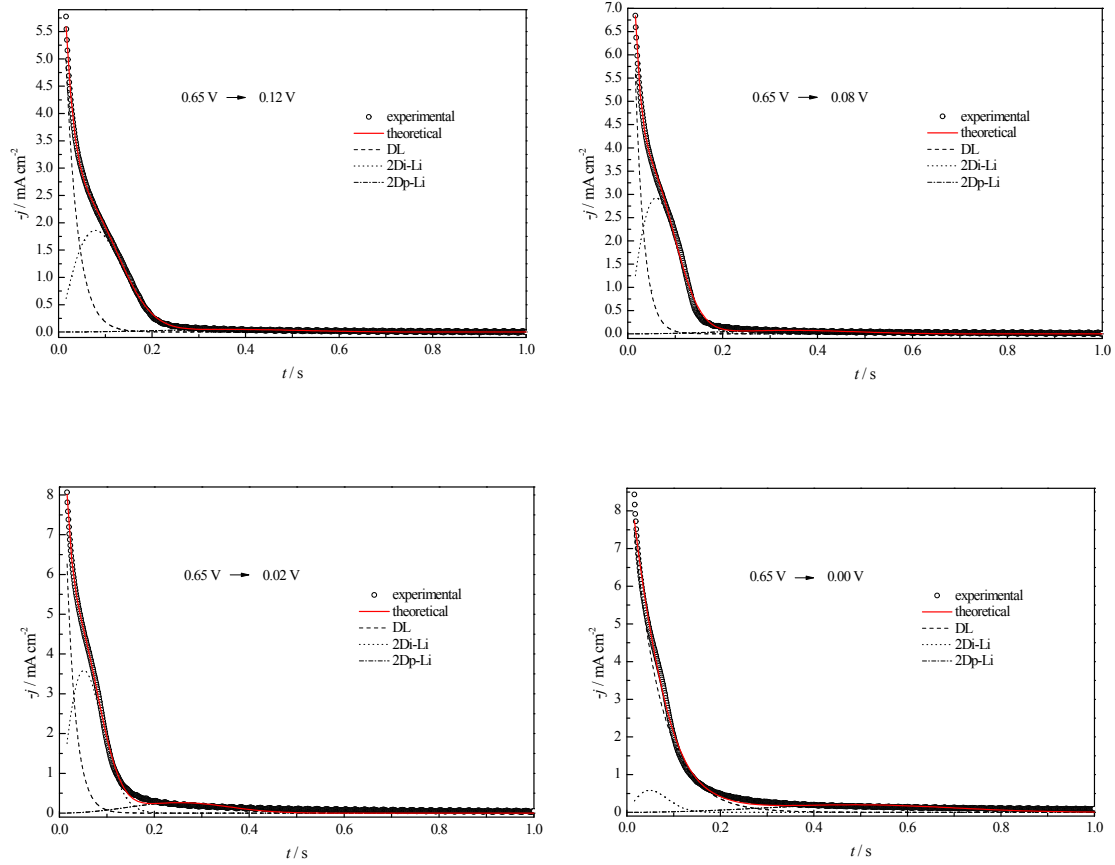 5.5
5.0
4.5
4.0
3.5
3.0
2.5
2.0
1.5
1.0
0.5
0.0
-j / mA cm⁻²
0.65 V → 0.12 V
experimental
theoretical
DL
2Di-Li
2Dp-Li
0.0 0.2 0.4 0.6 0.8 1.0
t / s
7.0
6.5
6.0
5.5
5.0
4.5
4.0
3.5
3.0
2.5
2.0
1.5
1.0
0.5
0.0
-j / mA cm⁻²
0.65 V → 0.08 V
experimental
theoretical
DL
2Di-Li
2Dp-Li
0.0 0.2 0.4 0.6 0.8 1.0
t / s
8
7
6
5
4
3
2
1
0
-j / mA cm⁻²
0.65 V → 0.02 V
experimental
theoretical
DL
2Di-Li
2Dp-Li
0.0 0.2 0.4 0.6 0.8 1.0
t / s
8
7
6
5
4
3
2
1
0
-j / mA cm⁻²
0.65 V → 0.00 V
experimental
theoretical
DL
2Di-Li
2Dp-Li
0.0 0.2 0.4 0.6 0.8 1.0
t / s